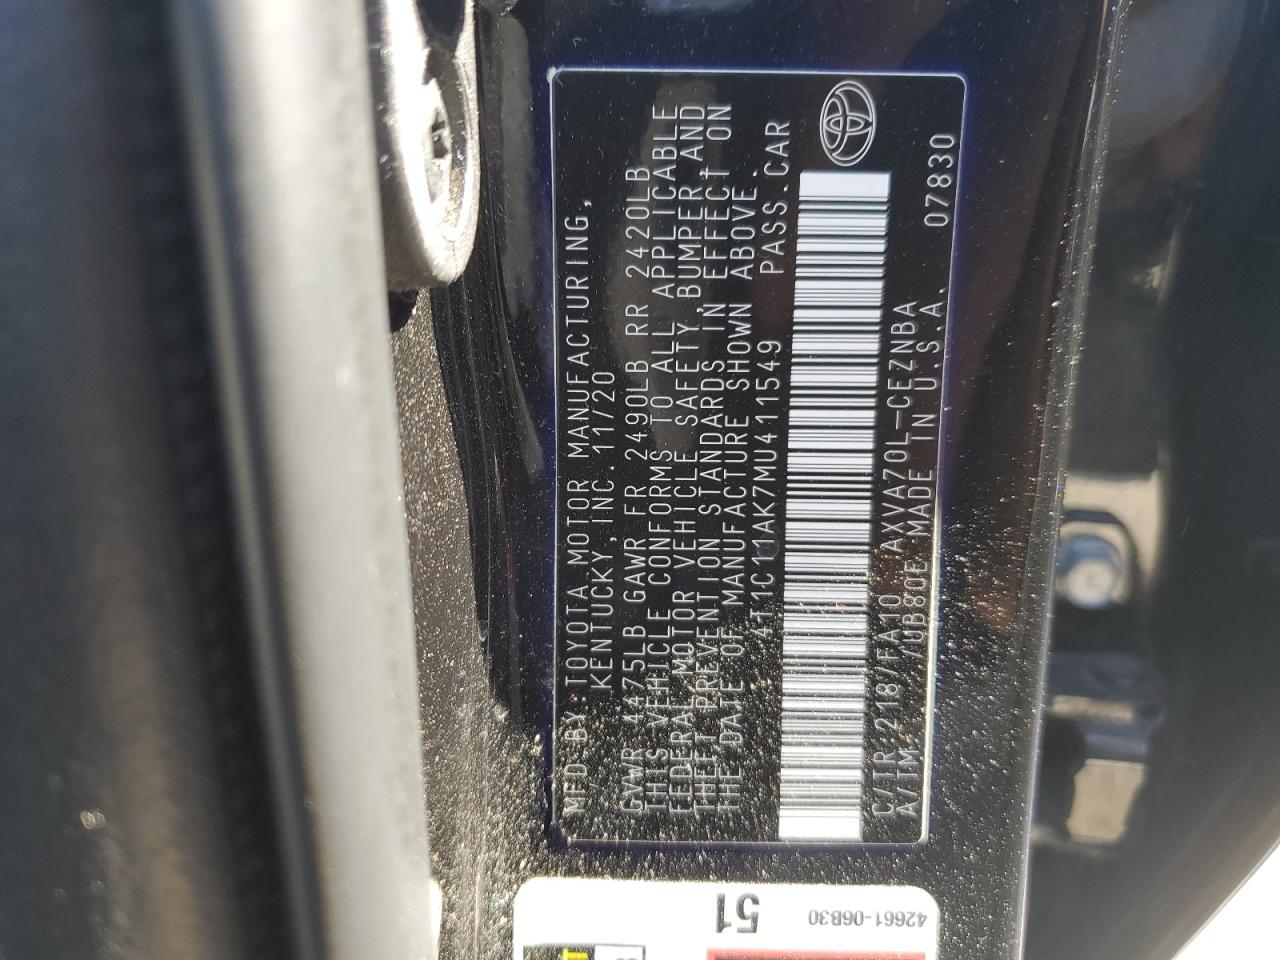 MFD.BY:TOYOTA MOTOR MANUFACTURING,
KENTUCKY,INC. 11/20
GVWR 4475LB GAWR FR 2490LB RR 2420LB
THIS VEHICLE CONFORMS TO ALL APPLICABLE
FEDERAL MOTOR VEHICLE SAFETY,BUMPER,AND
THEFT PREVENTION STANDARDS IN EFFECT ON
THE DATE OF MANUFACTURE SHOWN ABOVE.
4T1C11AK7MU411549 PASS.CAR
C/TR 218/FA10 AXVA70L-CEZNBA
A/TM -/UB80E MADE IN U.S.A. 07830
51
42661-06B30